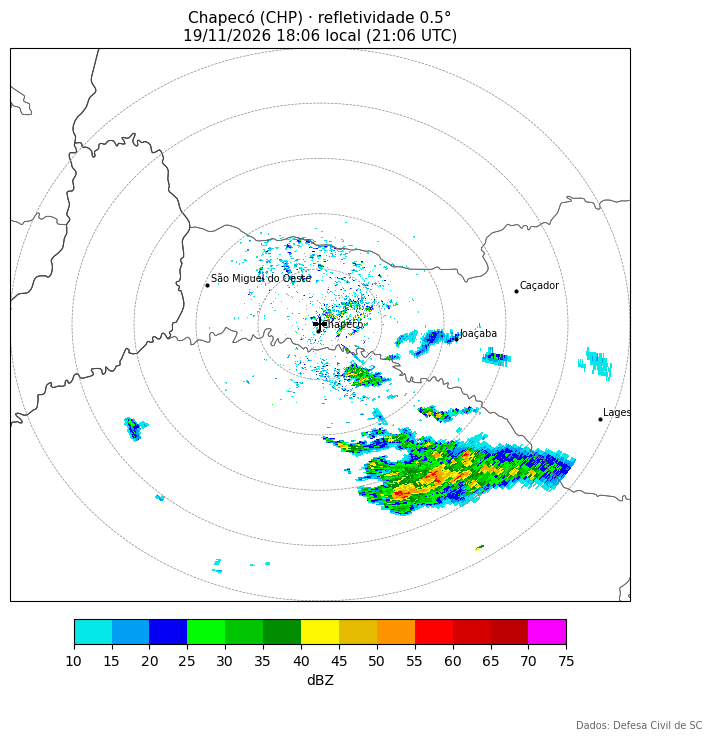 Chapecó (CHP) · refletividade 0.5°
19/11/2026 18:06 local (21:06 UTC)
São Miguel do Oeste
Caçador
Chapecó
Joaçaba
Lages
10 15 20 25 30 35 40 45 50 55 60 65 70 75
dBZ
Dados: Defesa Civil de SC